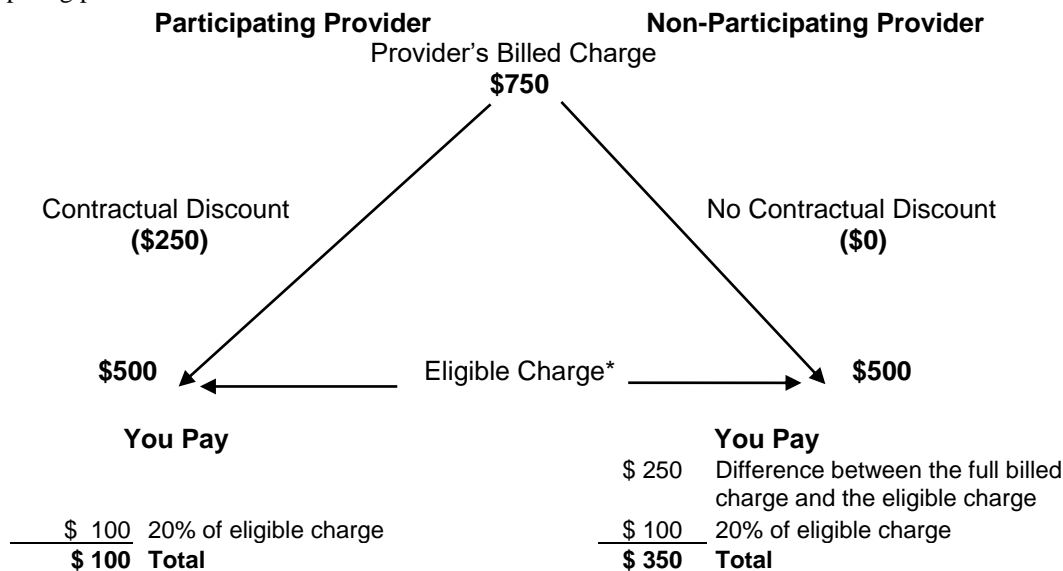 Participating Provider Non-Participating Provider
Provider’s Billed Charge
$750
Contractual Discount No Contractual Discount
($250) ($0)
$500 Eligible Charge* $500
You Pay You Pay
$ 250 Difference between the full billed
charge and the eligible charge
$ 100 20% of eligible charge $ 100 20% of eligible charge
$ 100 Total $ 350 Total